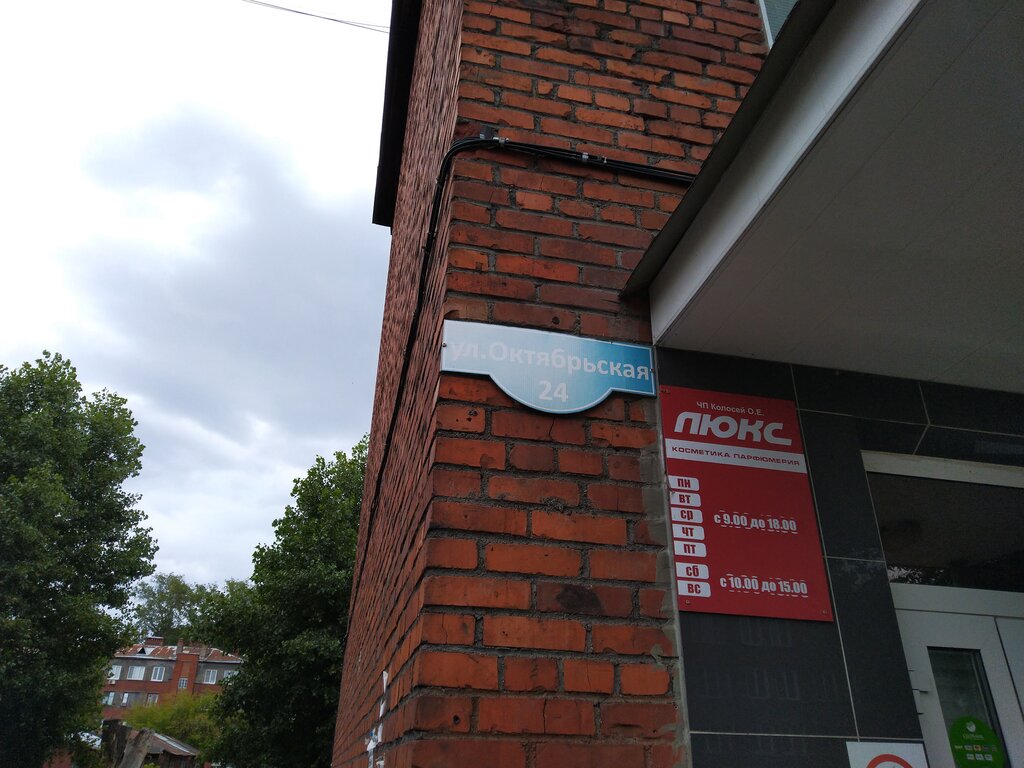 ул.Октябрьская
24
ЧП Колосей О.Е.
ЛЮКС
КОСМЕТИКА ПАРФЮМЕРИЯ
ПН
ВТ
СР
ЧТ
ПТ
с 9.00 до 18.00
СБ
ВС
с 10.00 до 15.00